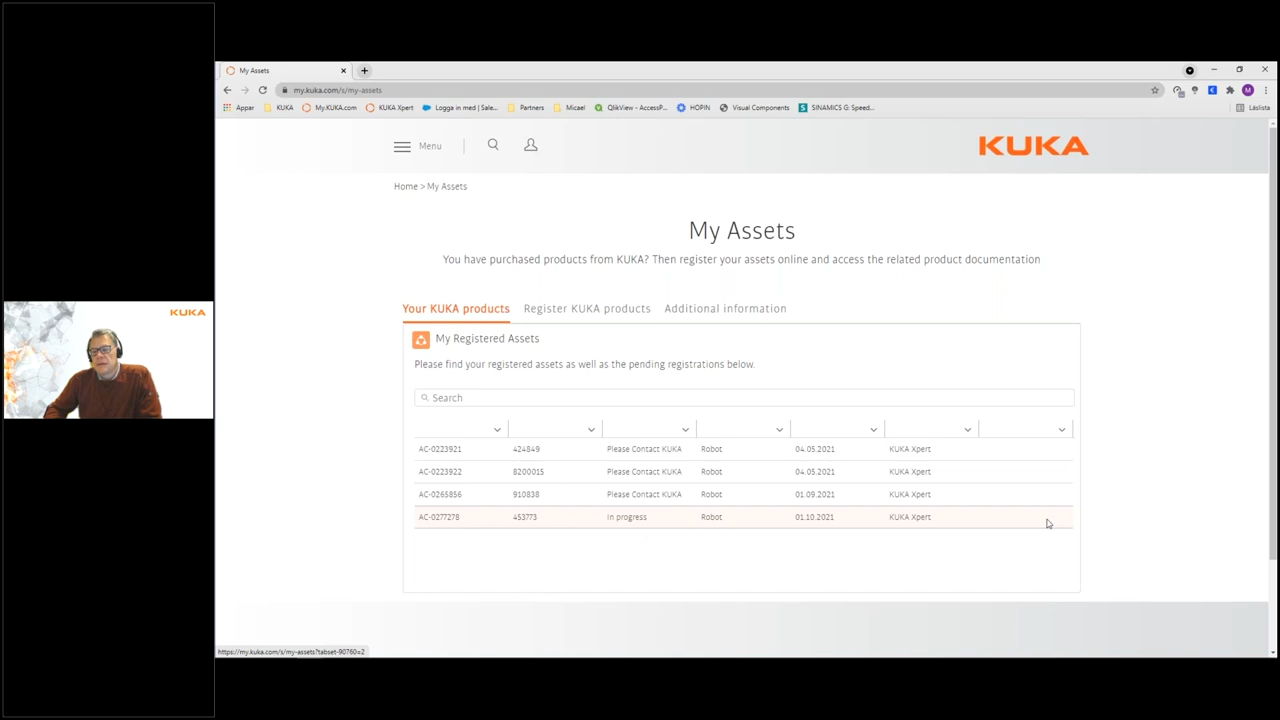 My Assets
my.kuka.com/s/my-assets
Appar KUKA My.KUKA.com KUKA Xpert Logga in med | Sale... Partners Micael QlikView - AccessP... HOPIN Visual Components SINAMICS G: Speed... Läslista
Menu
KUKA
Home > My Assets
My Assets
You have purchased products from KUKA? Then register your assets online and access the related product documentation
Your KUKA products Register KUKA products Additional information
My Registered Assets
Please find your registered assets as well as the pending registrations below.
Search
AC-0223921 424849 Please Contact KUKA Robot 04.05.2021 KUKA Xpert
AC-0223922 8200015 Please Contact KUKA Robot 04.05.2021 KUKA Xpert
AC-0265856 910838 Please Contact KUKA Robot 01.09.2021 KUKA Xpert
AC-0277278 453773 In progress Robot 01.10.2021 KUKA Xpert
https://my.kuka.com/s/my-assets?tabset-90760=2
KUKA